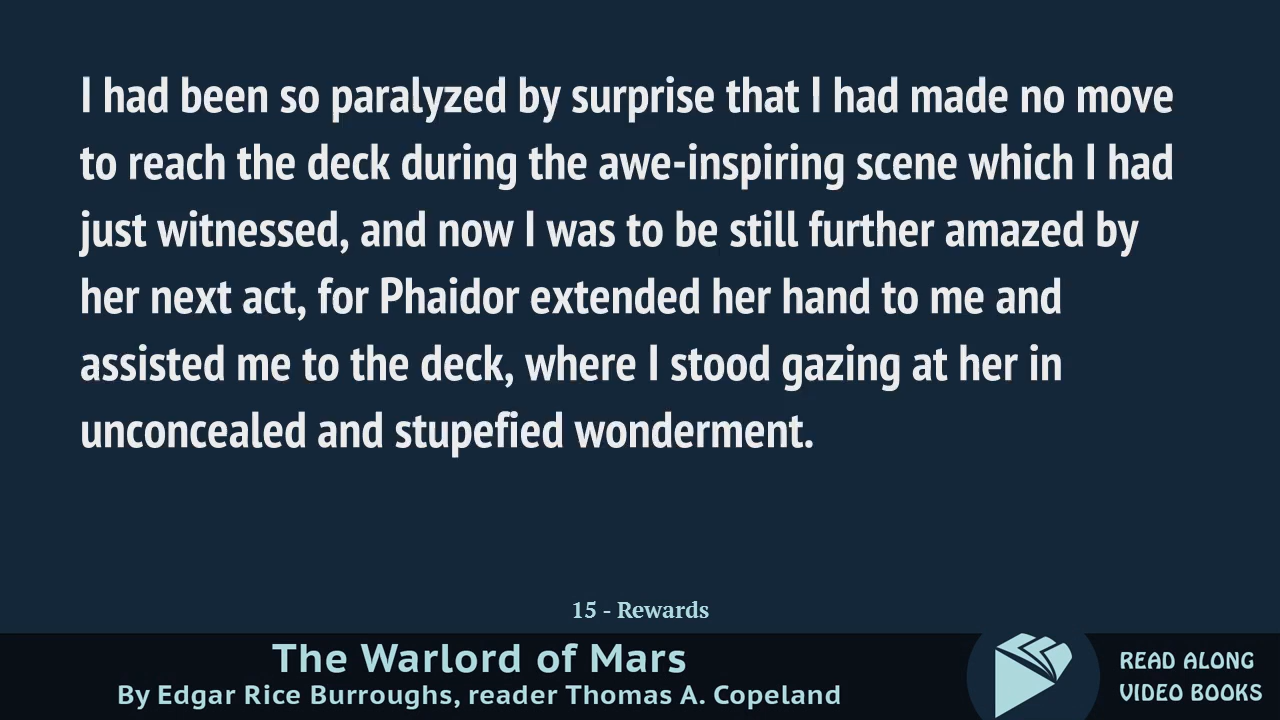 I had been so paralyzed by surprise that I had made no move
to reach the deck during the awe-inspiring scene which I had
just witnessed, and now I was to be still further amazed by
her next act, for Phaidor extended her hand to me and
assisted me to the deck, where I stood gazing at her in
unconcealed and stupefied wonderment.
15 - Rewards
The Warlord of Mars
By Edgar Rice Burroughs, reader Thomas A. Copeland
READ ALONG
VIDEO BOOKS